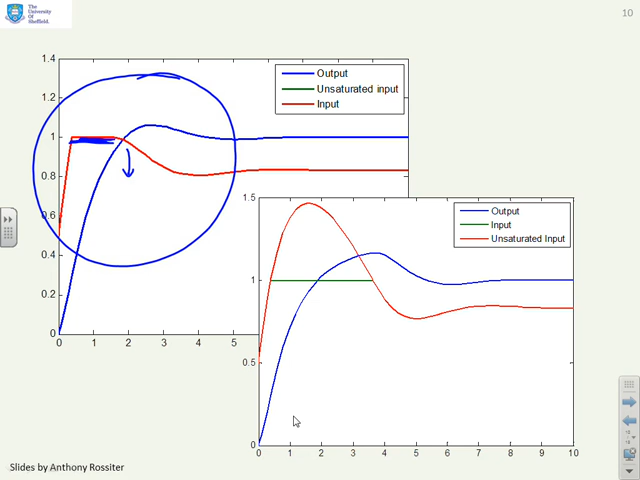 The
University
Of
Sheffield.
10
1.4
1.2
1
0.8
0.6
0.4
0.2
0
0
1
2
3
4
5
Output
Unsaturated input
Input
1.5
1
0.5
0
0
1
2
3
4
5
6
7
8
9
10
Output
Input
Unsaturated Input
Slides by Anthony Rossiter